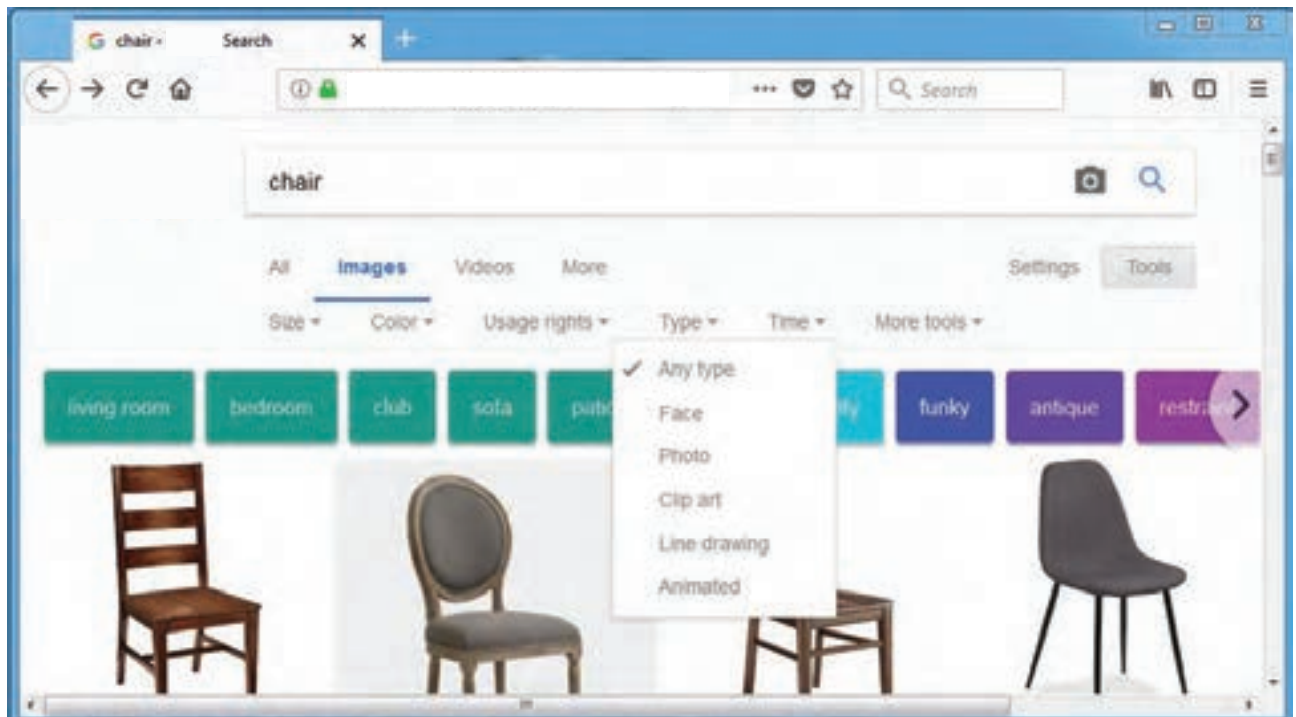 chair - Search
Search
chair
All Images Videos More Settings Tools
Size Color Usage rights Type Time More tools
Any type
living room bedroom club sofa funky antique
Face
Photo
Clip art
Line drawing
Animated